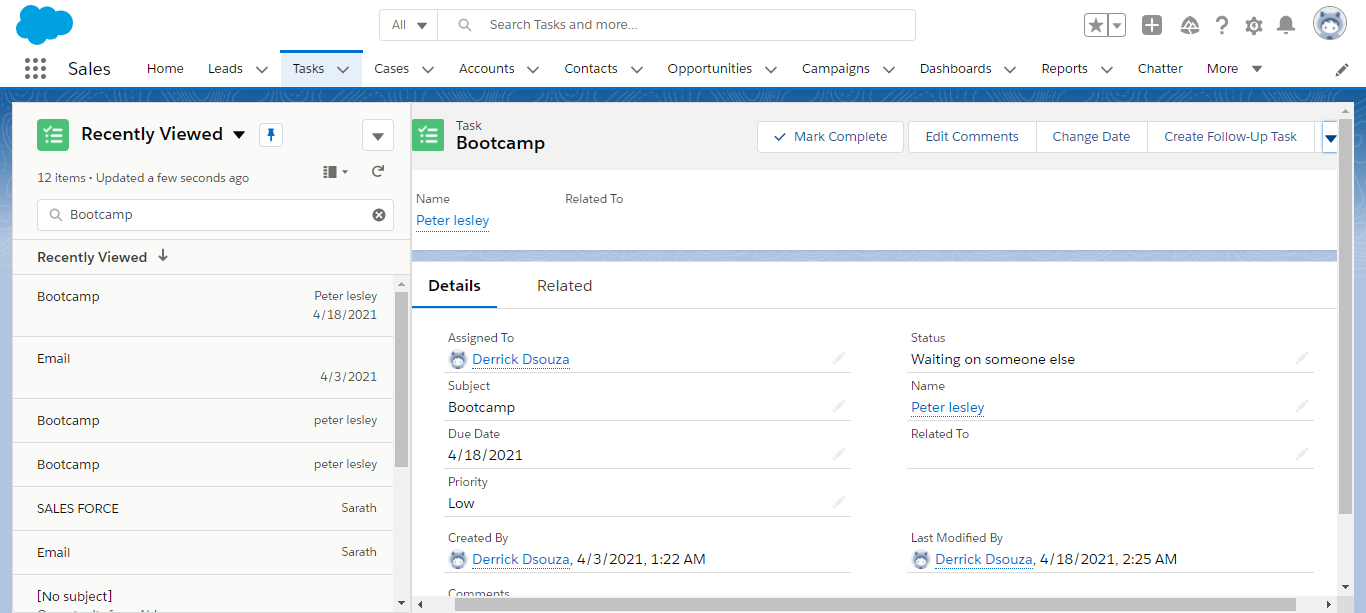 All
Search Tasks and more...
Sales Home Leads Tasks Cases Accounts Contacts Opportunities Campaigns Dashboards Reports Chatter More
Recently Viewed
12 items • Updated a few seconds ago
Bootcamp
Recently Viewed
Bootcamp Peter lesley
4/18/2021
Email
4/3/2021
Bootcamp peter lesley
Bootcamp peter lesley
SALES FORCE Sarath
Email Sarath
[No subject]
Task
Bootcamp
Mark Complete Edit Comments Change Date Create Follow-Up Task
Name Related To
Peter lesley
Details Related
Assigned To Status
Derrick Dsouza Waiting on someone else
Subject Name
Bootcamp Peter lesley
Due Date Related To
4/18/2021
Priority
Low
Created By Last Modified By
Derrick Dsouza, 4/3/2021, 1:22 AM Derrick Dsouza, 4/18/2021, 2:25 AM
Comments